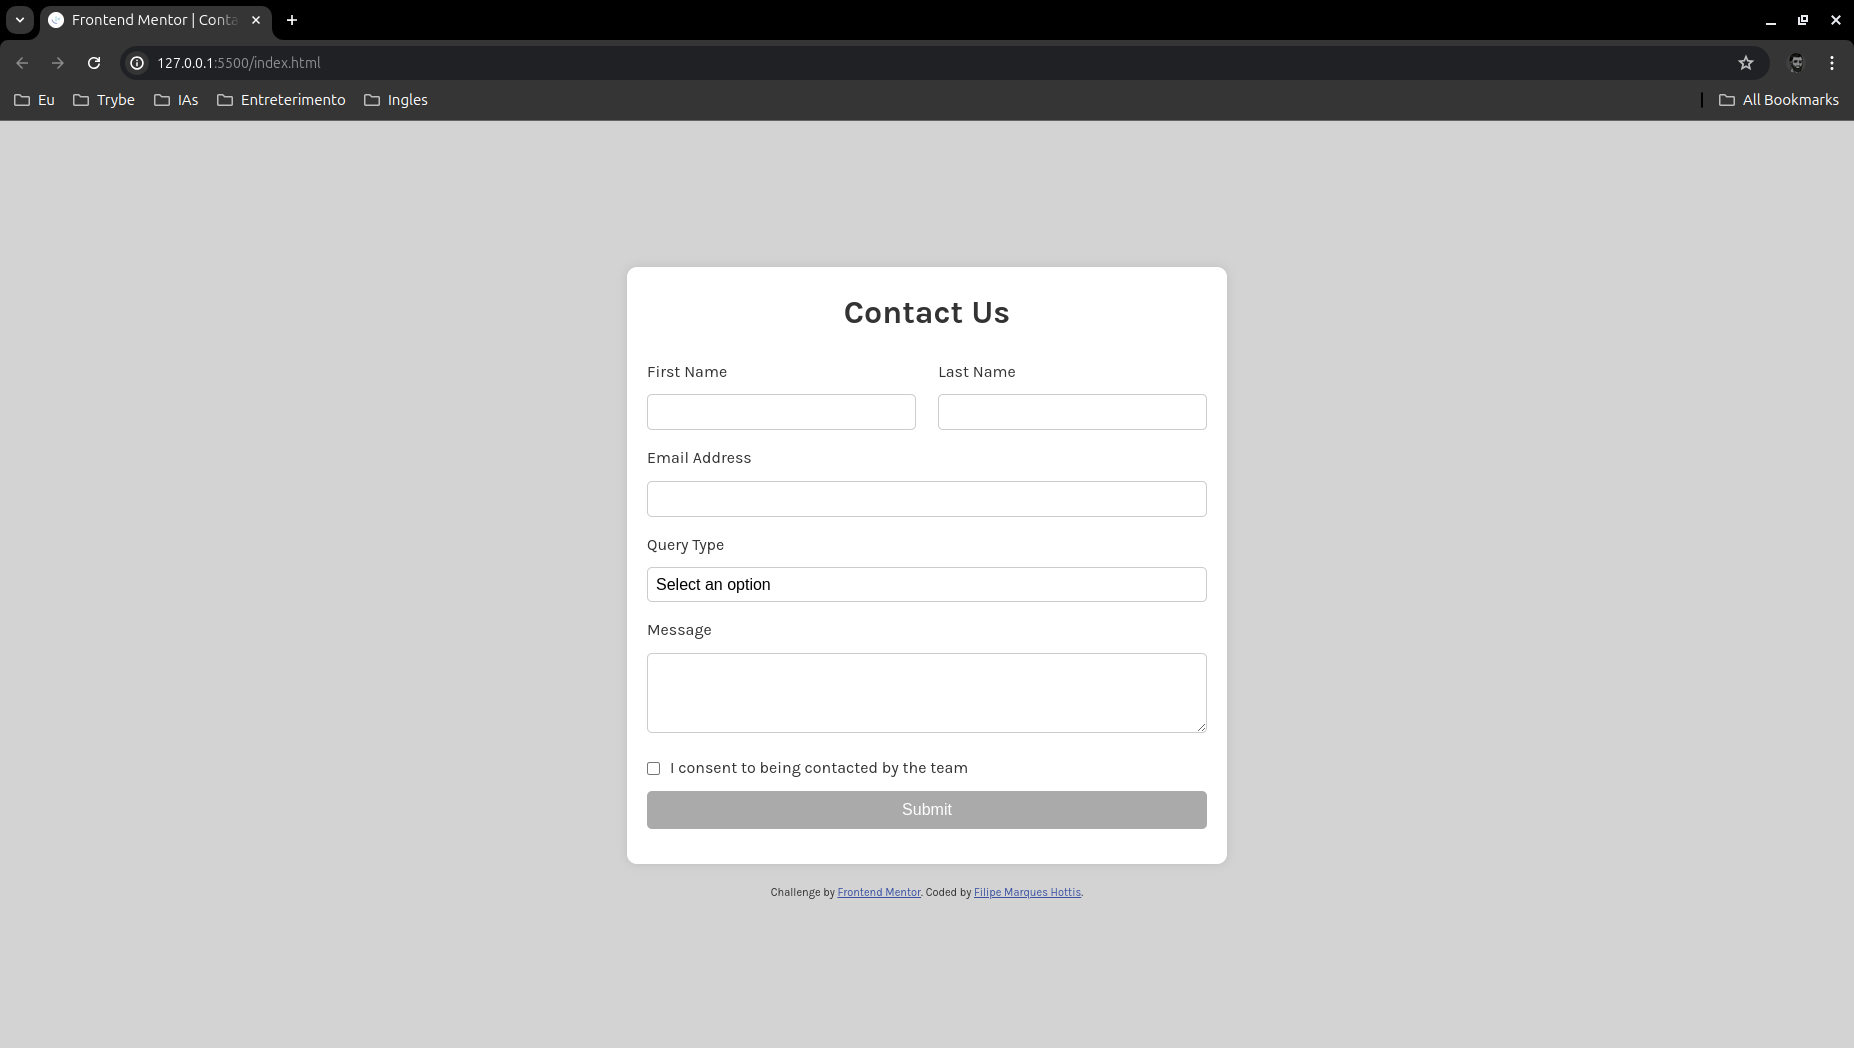 Frontend Mentor | Conta
127.0.0.1:5500/index.html
Eu Trybe IAs Entreterimento Ingles All Bookmarks
Contact Us
First Name Last Name
Email Address
Query Type
Select an option
Message
I consent to being contacted by the team
Submit
Challenge by Frontend Mentor. Coded by Filipe Marques Hottis.